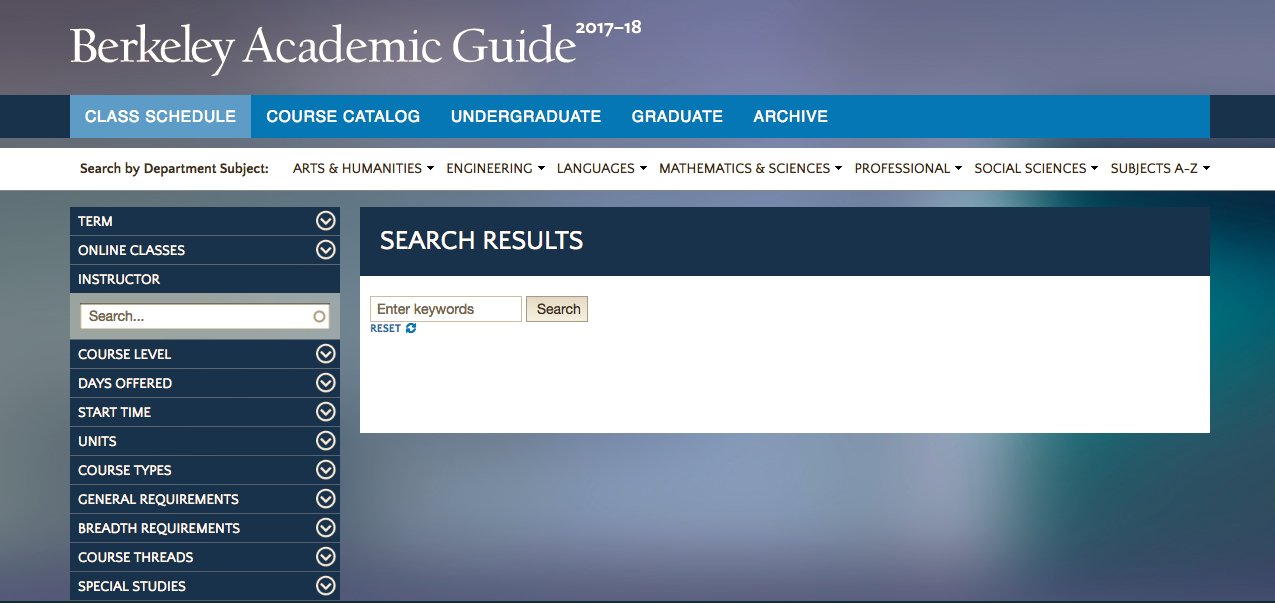 Berkeley Academic Guide 2017–18
CLASS SCHEDULE COURSE CATALOG UNDERGRADUATE GRADUATE ARCHIVE
Search by Department Subject: ARTS & HUMANITIES ENGINEERING LANGUAGES MATHEMATICS & SCIENCES PROFESSIONAL SOCIAL SCIENCES SUBJECTS A-Z
TERM
ONLINE CLASSES
INSTRUCTOR
Search...
COURSE LEVEL
DAYS OFFERED
START TIME
UNITS
COURSE TYPES
GENERAL REQUIREMENTS
BREADTH REQUIREMENTS
COURSE THREADS
SPECIAL STUDIES
SEARCH RESULTS
Enter keywords Search
RESET